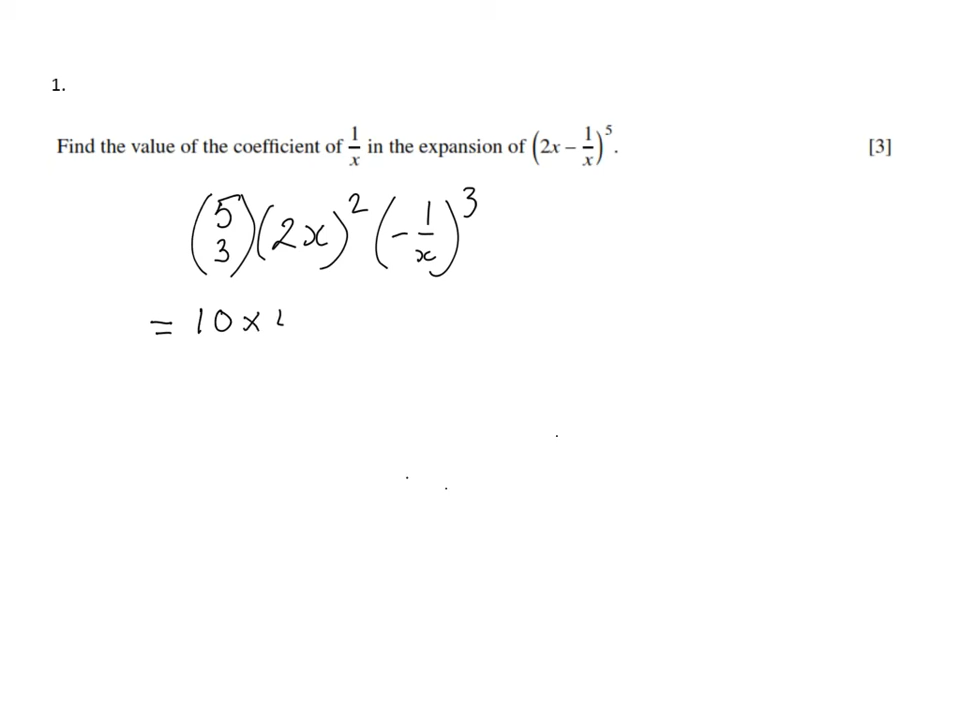 1.
Find the value of the coefficient of 1/x in the expansion of (2x − 1/x)^5. [3]
(5 3)(2x)^2(-1/x)^3
= 10 ×